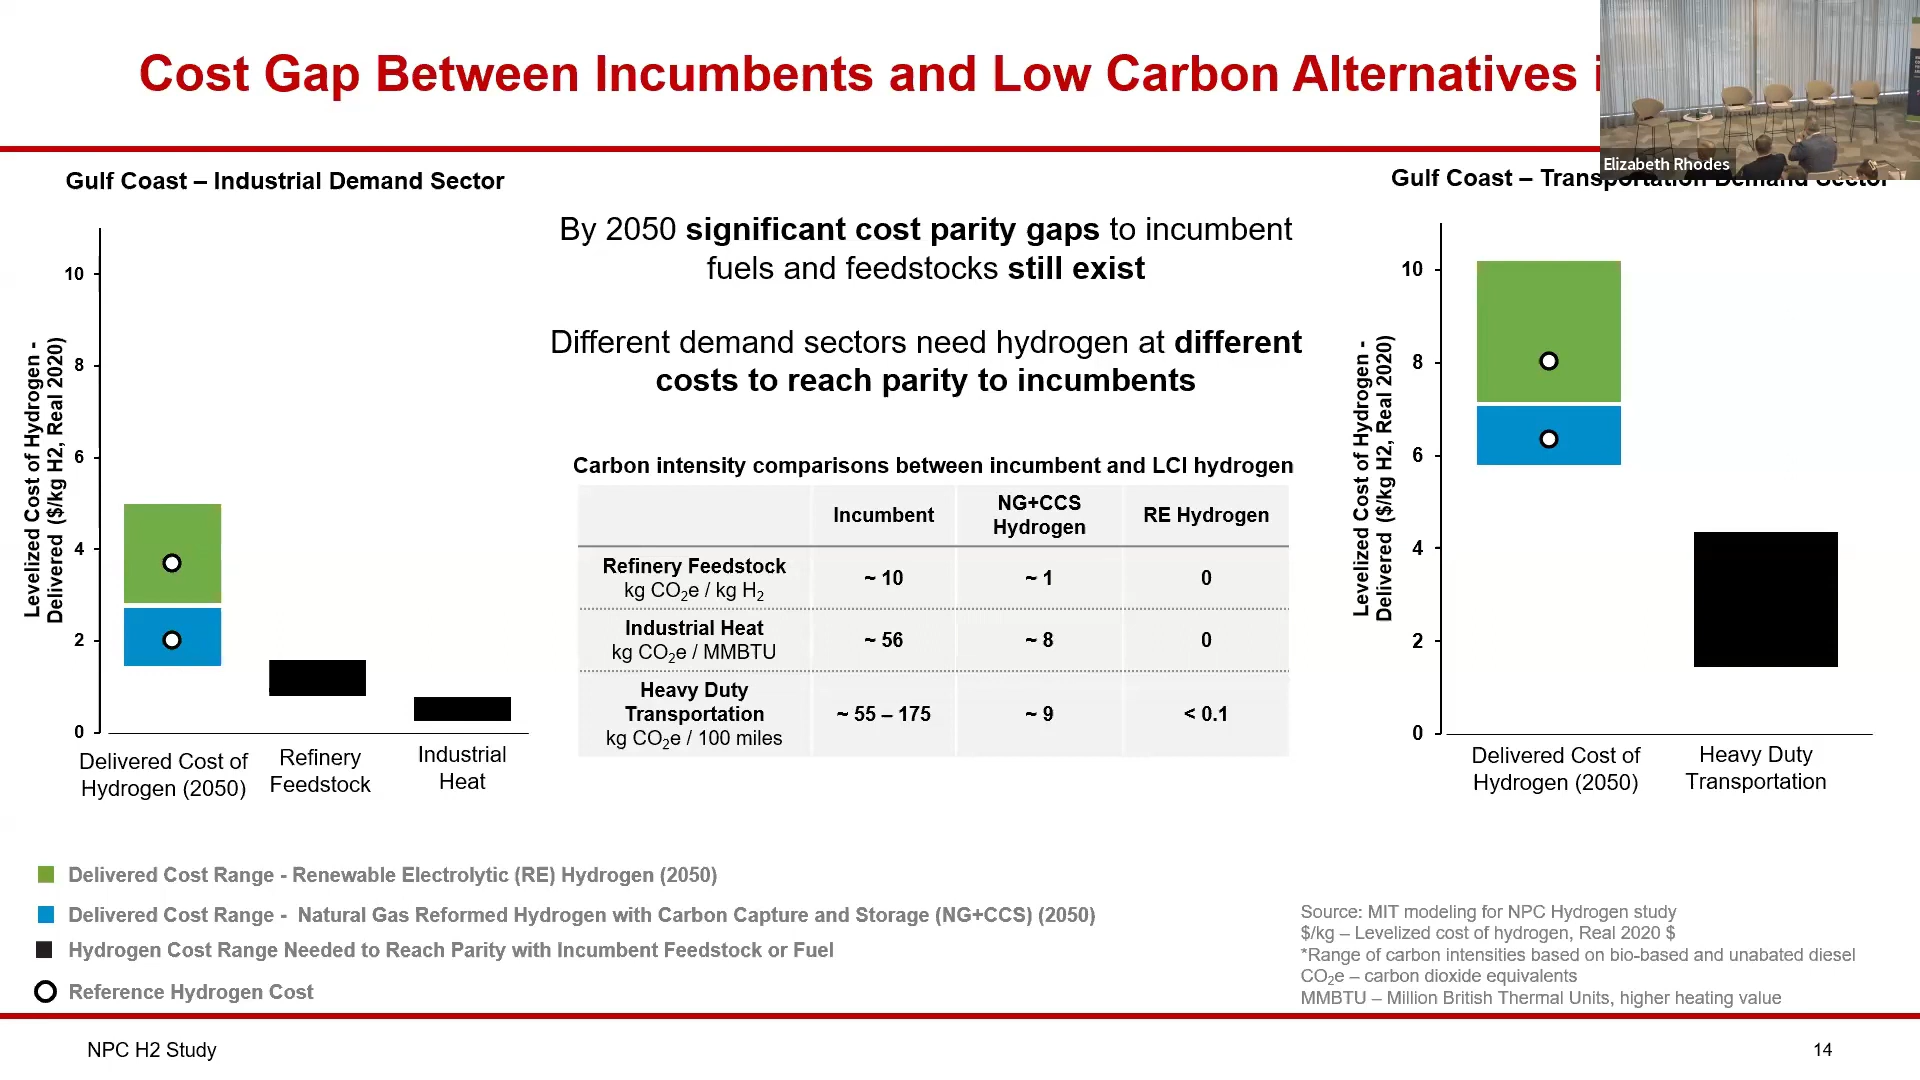 Cost Gap Between Incumbents and Low Carbon Alternatives
Elizabeth Rhodes
Gulf Coast – Industrial Demand Sector
Gulf Coast – Transportation Demand Sector
By 2050 significant cost parity gaps to incumbent
fuels and feedstocks still exist
Different demand sectors need hydrogen at different
costs to reach parity to incumbents
Levelized Cost of Hydrogen -
Delivered ($/kg H2, Real 2020)
10
8
6
4
2
0
Delivered Cost of
Hydrogen (2050)
Refinery
Feedstock
Industrial
Heat
Carbon intensity comparisons between incumbent and LCI hydrogen
Incumbent
NG+CCS
Hydrogen
RE Hydrogen
Refinery Feedstock
kg CO₂e / kg H₂
~ 10
~ 1
0
Industrial Heat
kg CO₂e / MMBTU
~ 56
~ 8
0
Heavy Duty
Transportation
kg CO₂e / 100 miles
~ 55 – 175
~ 9
< 0.1
Levelized Cost of Hydrogen -
Delivered ($/kg H2, Real 2020)
10
8
6
4
2
0
Delivered Cost of
Hydrogen (2050)
Heavy Duty
Transportation
Delivered Cost Range - Renewable Electrolytic (RE) Hydrogen (2050)
Delivered Cost Range - Natural Gas Reformed Hydrogen with Carbon Capture and Storage (NG+CCS) (2050)
Hydrogen Cost Range Needed to Reach Parity with Incumbent Feedstock or Fuel
Reference Hydrogen Cost
Source: MIT modeling for NPC Hydrogen study
$/kg – Levelized cost of hydrogen, Real 2020 $
*Range of carbon intensities based on bio-based and unabated diesel
CO₂e – carbon dioxide equivalents
MMBTU – Million British Thermal Units, higher heating value
NPC H2 Study
14